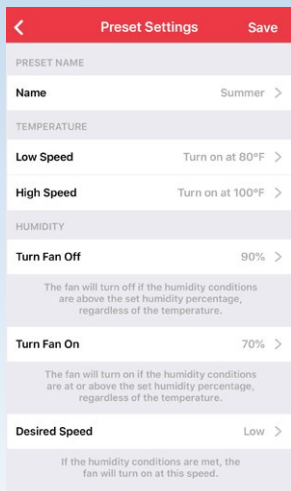 Preset Settings Save
PRESET NAME
Name Summer
TEMPERATURE
Low Speed Turn on at 80°F
High Speed Turn on at 100°F
HUMIDITY
Turn Fan Off 90%
The fan will turn off if the humidity conditions
are above the set humidity percentage,
regardless of the temperature.
Turn Fan On 70%
The fan will turn on if the humidity conditions
are at or above the set humidity percentage,
regardless of the temperature.
Desired Speed Low
If the humidity conditions are met, the
fan will turn on at this speed.